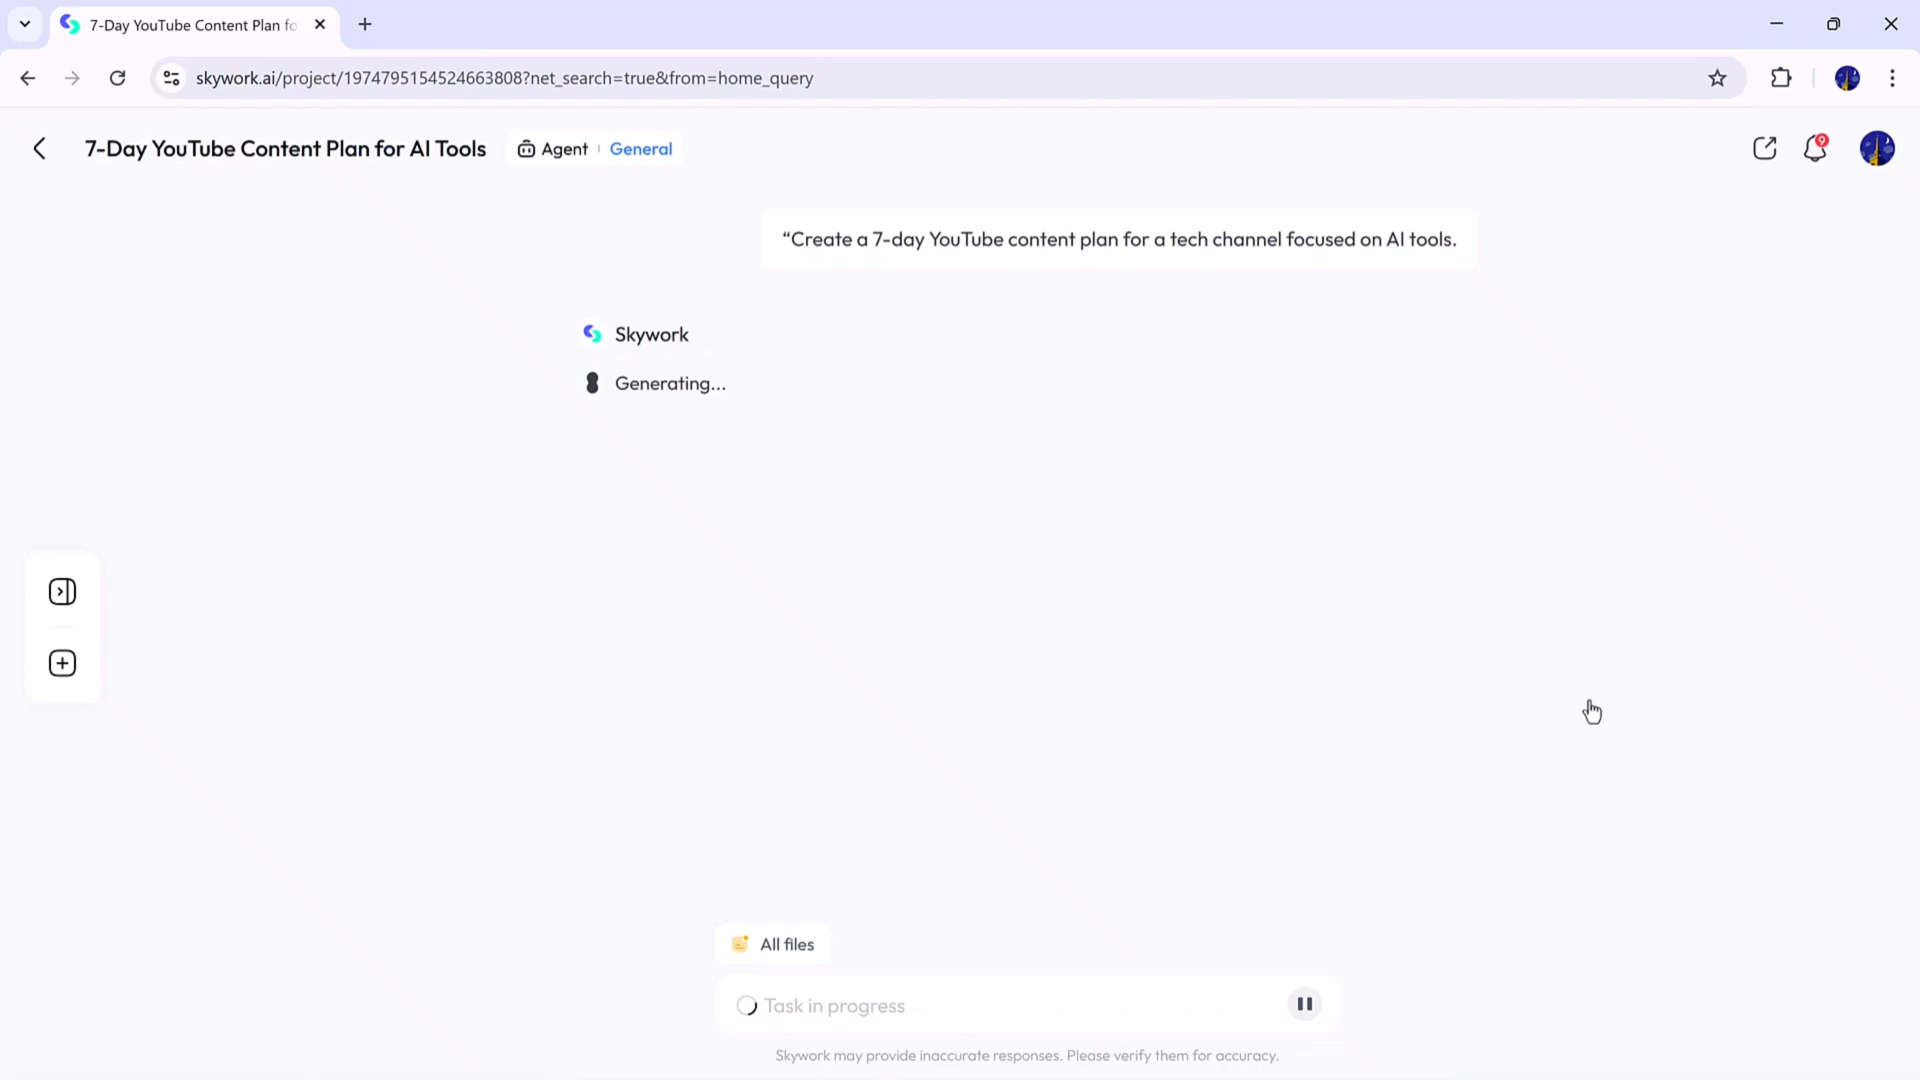 7-Day YouTube Content Plan fo
skywork.ai/project/1974795154524663808?net_search=true&from=home_query
7-Day YouTube Content Plan for AI Tools
Agent
General
9
“Create a 7-day YouTube content plan for a tech channel focused on AI tools.
Skywork
Generating...
All files
Task in progress
Skywork may provide inaccurate responses. Please verify them for accuracy.